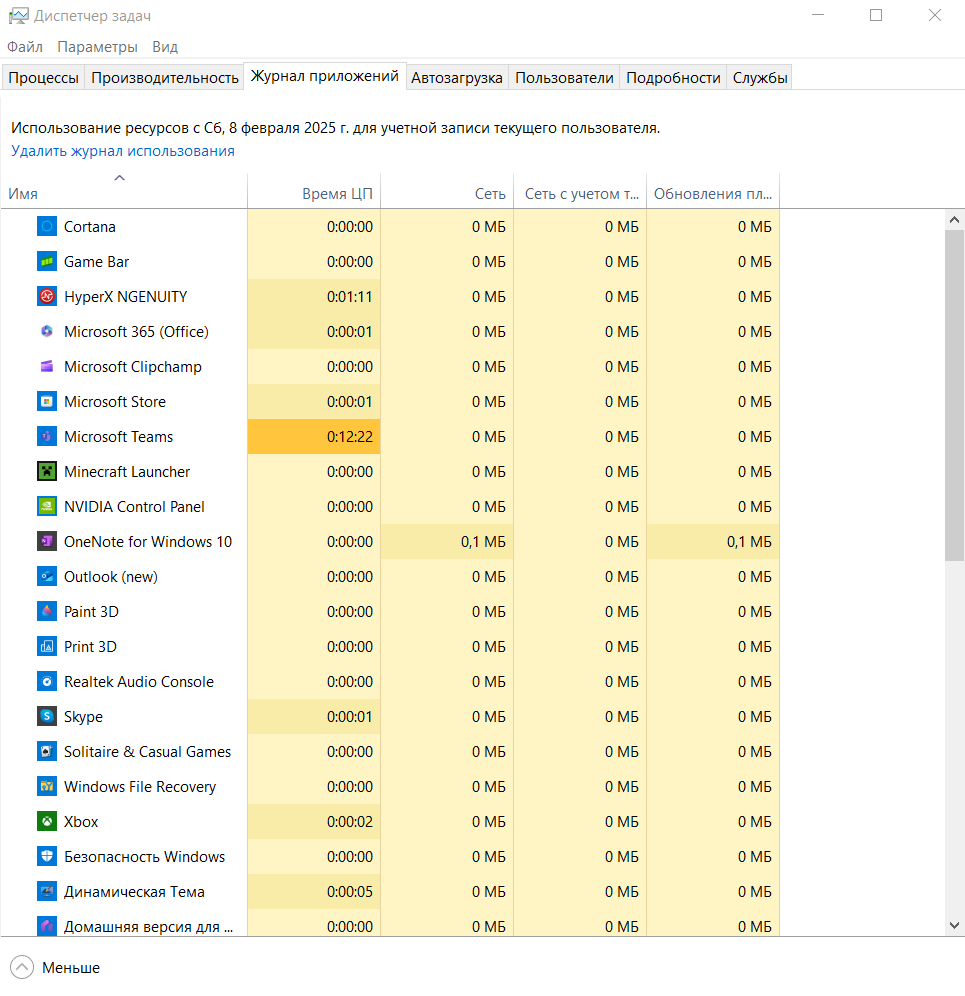 Диспетчер задач
Файл Параметры Вид
Процессы Производительность Журнал приложений Автозагрузка Пользователи Подробности Службы
Использование ресурсов с Сб, 8 февраля 2025 г. для учетной записи текущего пользователя.
Удалить журнал использования
Имя Время ЦП Сеть Сеть с учетом т... Обновления пл...
Cortana 0:00:00 0 МБ 0 МБ 0 МБ
Game Bar 0:00:00 0 МБ 0 МБ 0 МБ
HyperX NGENUITY 0:01:11 0 МБ 0 МБ 0 МБ
Microsoft 365 (Office) 0:00:01 0 МБ 0 МБ 0 МБ
Microsoft Clipchamp 0:00:00 0 МБ 0 МБ 0 МБ
Microsoft Store 0:00:01 0 МБ 0 МБ 0 МБ
Microsoft Teams 0:12:22 0 МБ 0 МБ 0 МБ
Minecraft Launcher 0:00:00 0 МБ 0 МБ 0 МБ
NVIDIA Control Panel 0:00:00 0 МБ 0 МБ 0 МБ
OneNote for Windows 10 0:00:00 0,1 МБ 0 МБ 0,1 МБ
Outlook (new) 0:00:00 0 МБ 0 МБ 0 МБ
Paint 3D 0:00:00 0 МБ 0 МБ 0 МБ
Print 3D 0:00:00 0 МБ 0 МБ 0 МБ
Realtek Audio Console 0:00:00 0 МБ 0 МБ 0 МБ
Skype 0:00:01 0 МБ 0 МБ 0 МБ
Solitaire & Casual Games 0:00:00 0 МБ 0 МБ 0 МБ
Windows File Recovery 0:00:00 0 МБ 0 МБ 0 МБ
Xbox 0:00:02 0 МБ 0 МБ 0 МБ
Безопасность Windows 0:00:00 0 МБ 0 МБ 0 МБ
Динамическая Тема 0:00:05 0 МБ 0 МБ 0 МБ
Домашняя версия для ... 0:00:00 0 МБ 0 МБ 0 МБ
Меньше